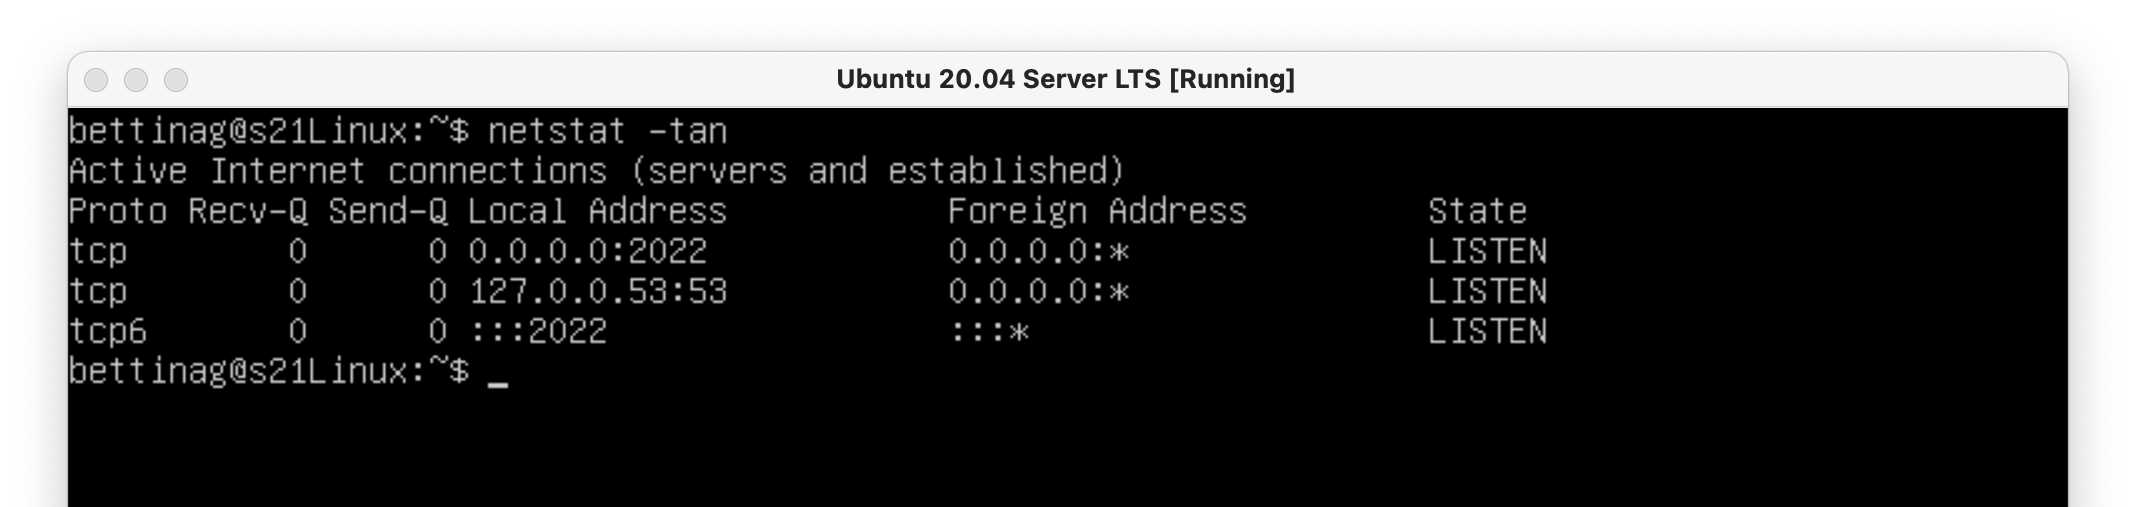 Ubuntu 20.04 Server LTS [Running]
bettinag@s21Linux:~$ netstat -tan
Active Internet connections (servers and established)
Proto Recv-Q Send-Q Local Address           Foreign Address         State
tcp        0      0 0.0.0.0:2022            0.0.0.0:*               LISTEN
tcp        0      0 127.0.0.53:53           0.0.0.0:*               LISTEN
tcp6       0      0 :::2022                 :::*                    LISTEN
bettinag@s21Linux:~$ _